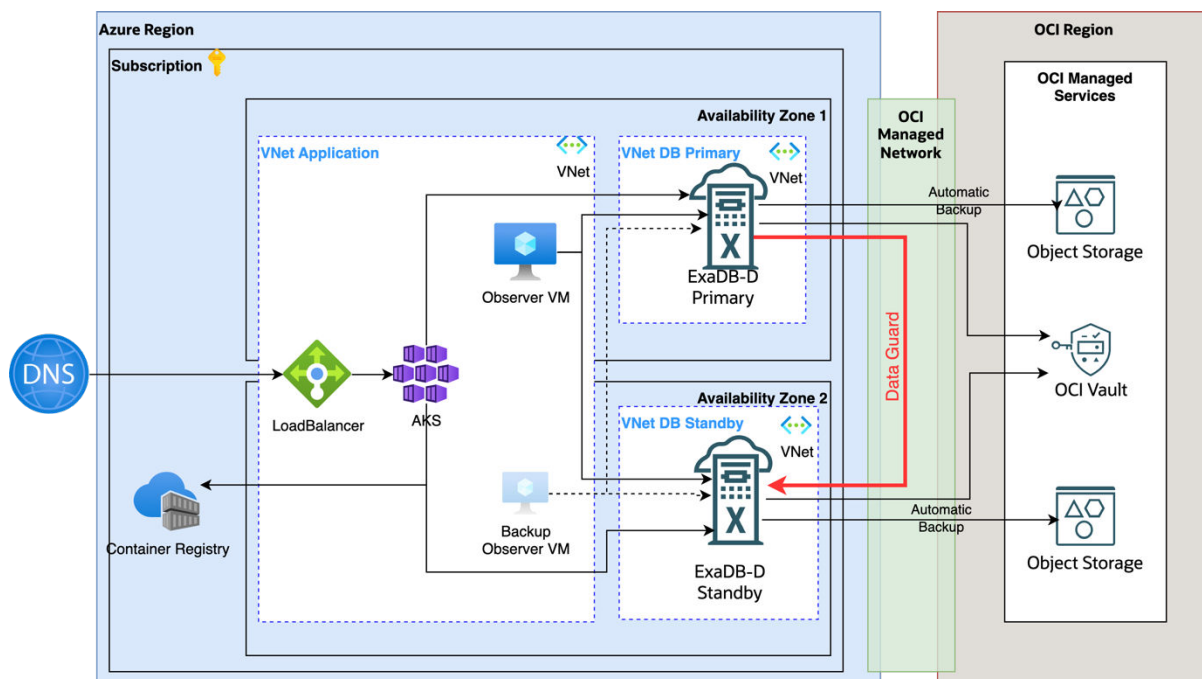 Azure Region
OCI Region
Subscription
OCI Managed
Services
Availability Zone 1
OCI
Managed
Network
VNet Application
VNet
VNet DB Primary
VNet
Automatic
Backup
Object Storage
Observer VM
X
ExaDB-D
Primary
Data Guard
DNS
LoadBalancer
AKS
OCI Vault
Availability Zone 2
VNet DB Standby
VNet
X
Backup
Observer VM
Automatic
Backup
Container Registry
ExaDB-D
Standby
Object Storage